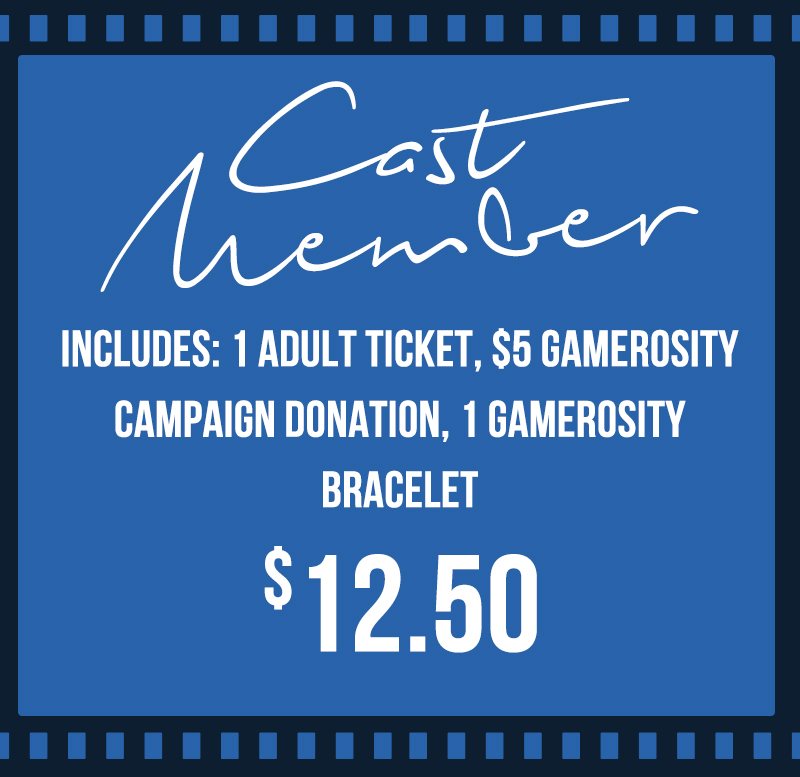 Cast
Member
INCLUDES: 1 ADULT TICKET, $5 GAMEROSITY
CAMPAIGN DONATION, 1 GAMEROSITY
BRACELET
$12.50